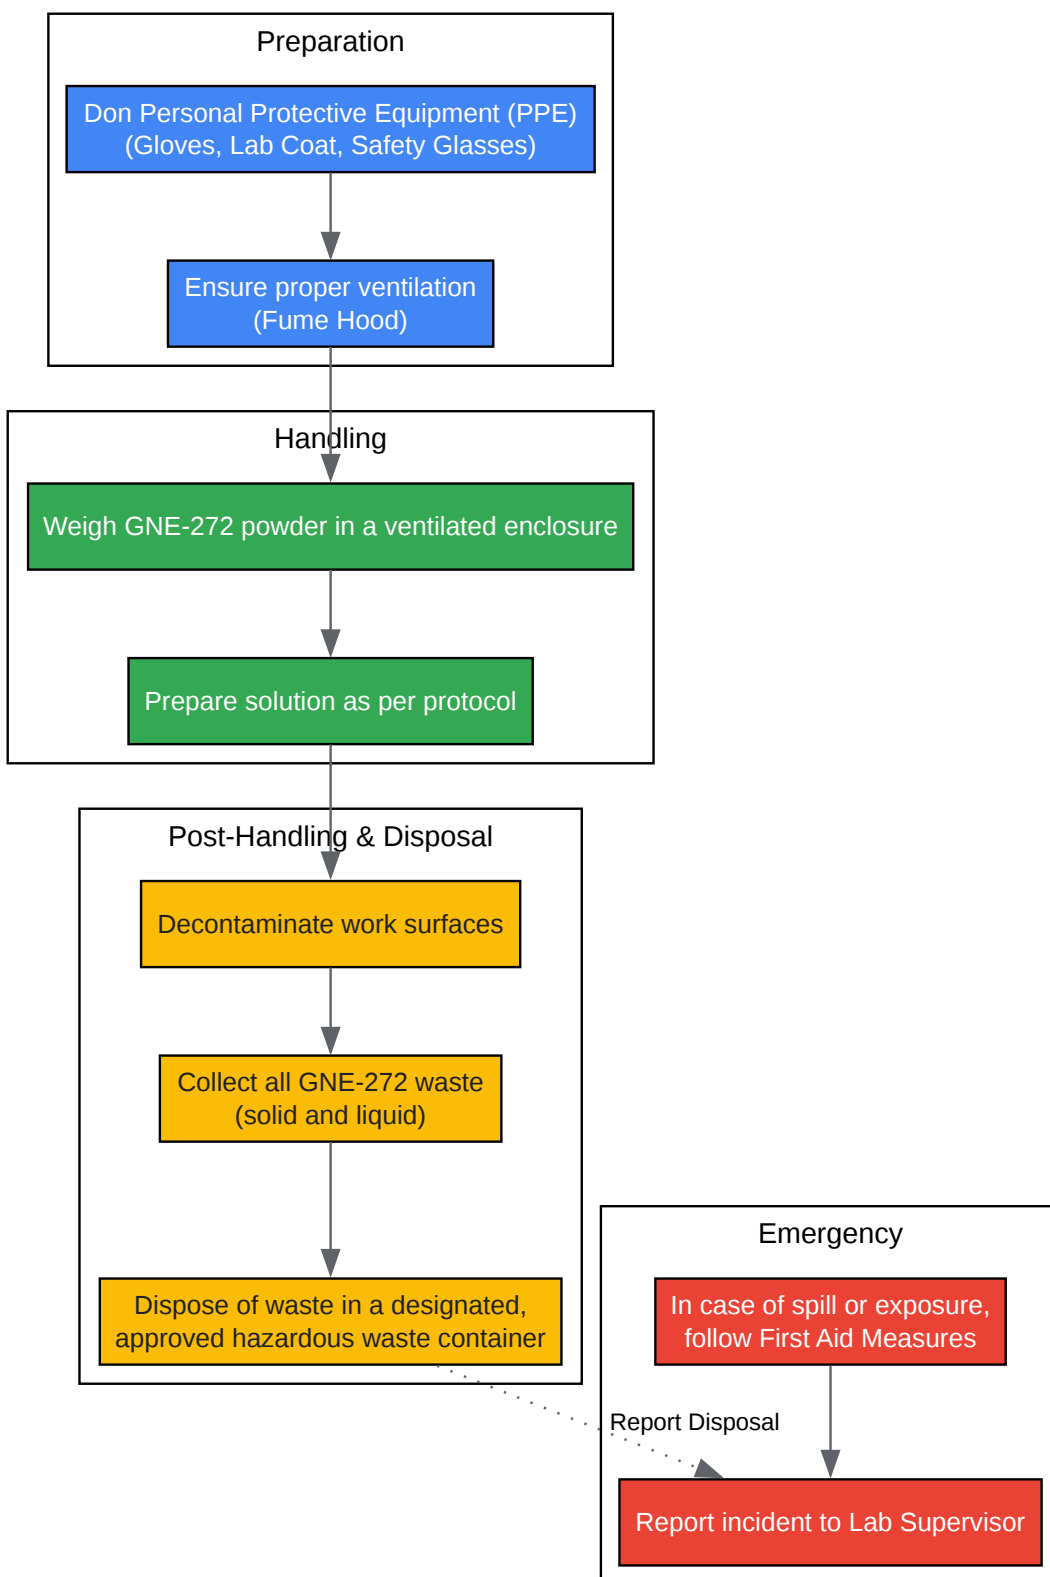 Preparation
Don Personal Protective Equipment (PPE)
(Gloves, Lab Coat, Safety Glasses)
Ensure proper ventilation
(Fume Hood)
Handling
Weigh GNE-272 powder in a ventilated enclosure
Prepare solution as per protocol
Post-Handling & Disposal
Decontaminate work surfaces
Collect all GNE-272 waste
(solid and liquid)
Dispose of waste in a designated,
approved hazardous waste container
Emergency
In case of spill or exposure,
follow First Aid Measures
Report Disposal
Report incident to Lab Supervisor